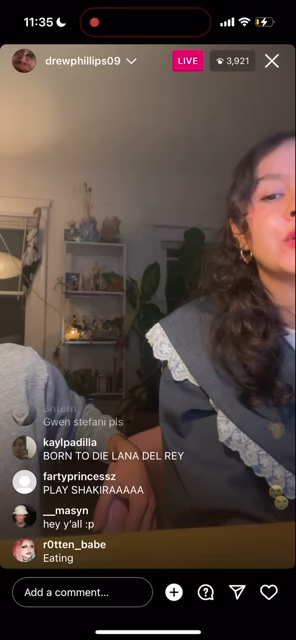 11:35
drewphillips09
LIVE
3,921
Gwen stefani pls
kaylpadilla
BORN TO DIE LANA DEL REY
fartyprincessz
PLAY SHAKIRAAAAA
__masyn
hey y'all :p
r0tten_babe
Eating
Add a comment...